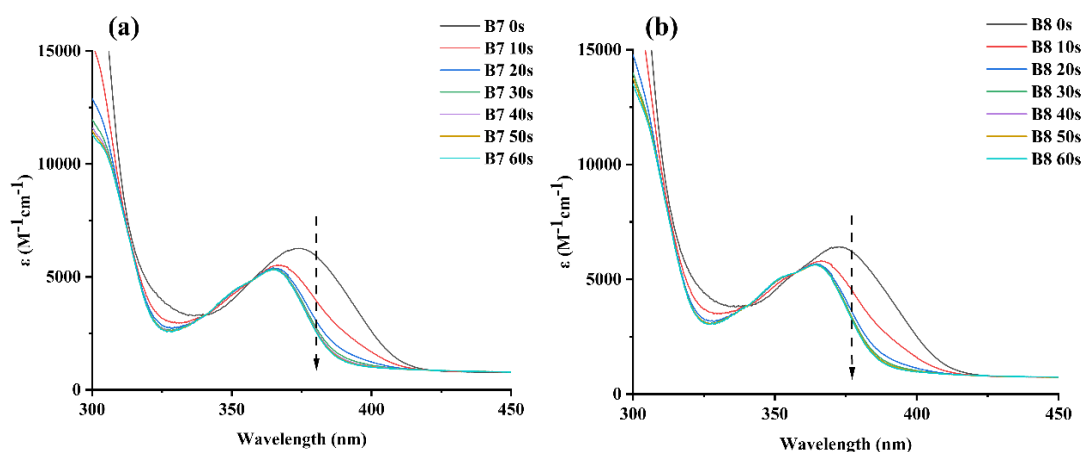 (a)
B7 0s
B7 10s
B7 20s
B7 30s
B7 40s
B7 50s
B7 60s
15000
10000
5000
0
ε (M⁻¹cm⁻¹)
300
350
400
450
Wavelength (nm)
(b)
B8 0s
B8 10s
B8 20s
B8 30s
B8 40s
B8 50s
B8 60s
15000
10000
5000
0
ε (M⁻¹cm⁻¹)
300
350
400
450
Wavelength (nm)